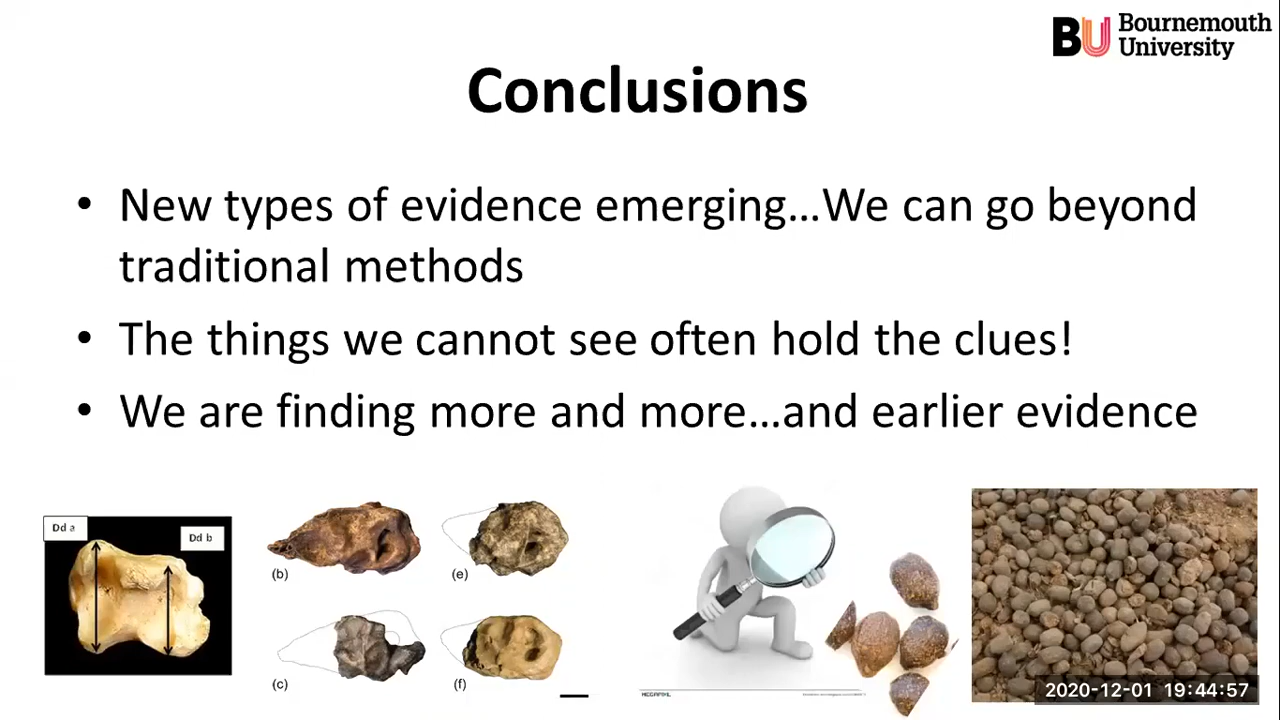 BU Bournemouth
University
Conclusions
• New types of evidence emerging...We can go beyond
traditional methods
• The things we cannot see often hold the clues!
• We are finding more and more...and earlier evidence
Dd a
Dd b
(b)
(e)
(c)
(f)
MEGAPIXL
2020-12-01 19:44:57